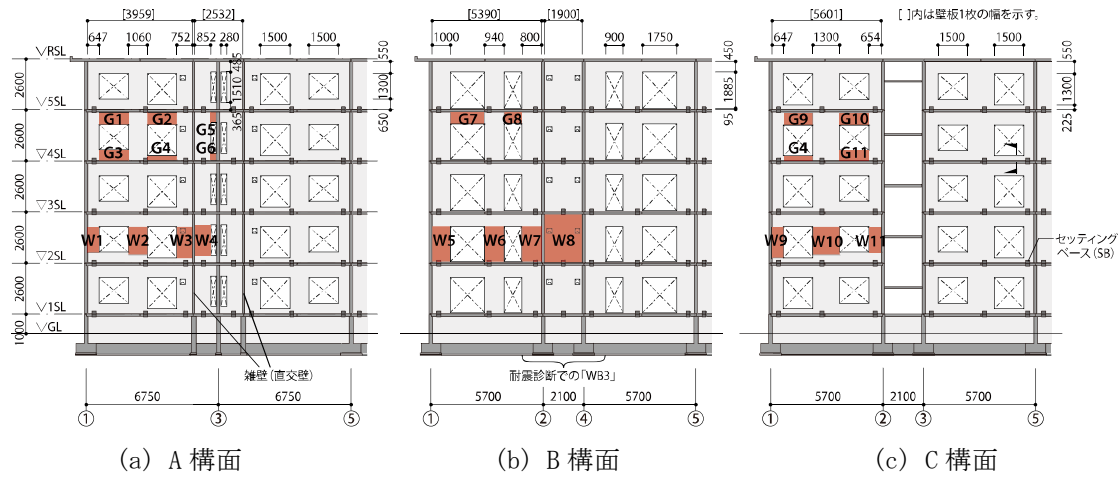 [3959] [2532]
647 1060 752 852 280 1500 1500
▽RSL
▽5SL
▽4SL
▽3SL
▽2SL
▽1SL
▽GL
2600
2600
2600
2600
2600
1000
485
1510
365
550
1300
650
G1 G2
G5
G3 G4 G6
W1 W2 W3 W4
雑壁(直交壁)
6750 6750
① ③ ⑤
(a) A構面
[5390] [1900]
1000 940 800 900 1750
450
1885
95
G7 G8
W5 W6 W7 W8
耐震診断での「WB3」
5700 2100 5700
① ② ④ ⑤
(b) B構面
[5601] [ ]内は壁板1枚の幅を示す。
647 1300 654 1500 1500
550
1300
225
G9 G10
G4 G11
W9 W10 W11
セッティング
ベース(SB)
5700 2100 5700
① ② ③ ⑤
(c) C構面